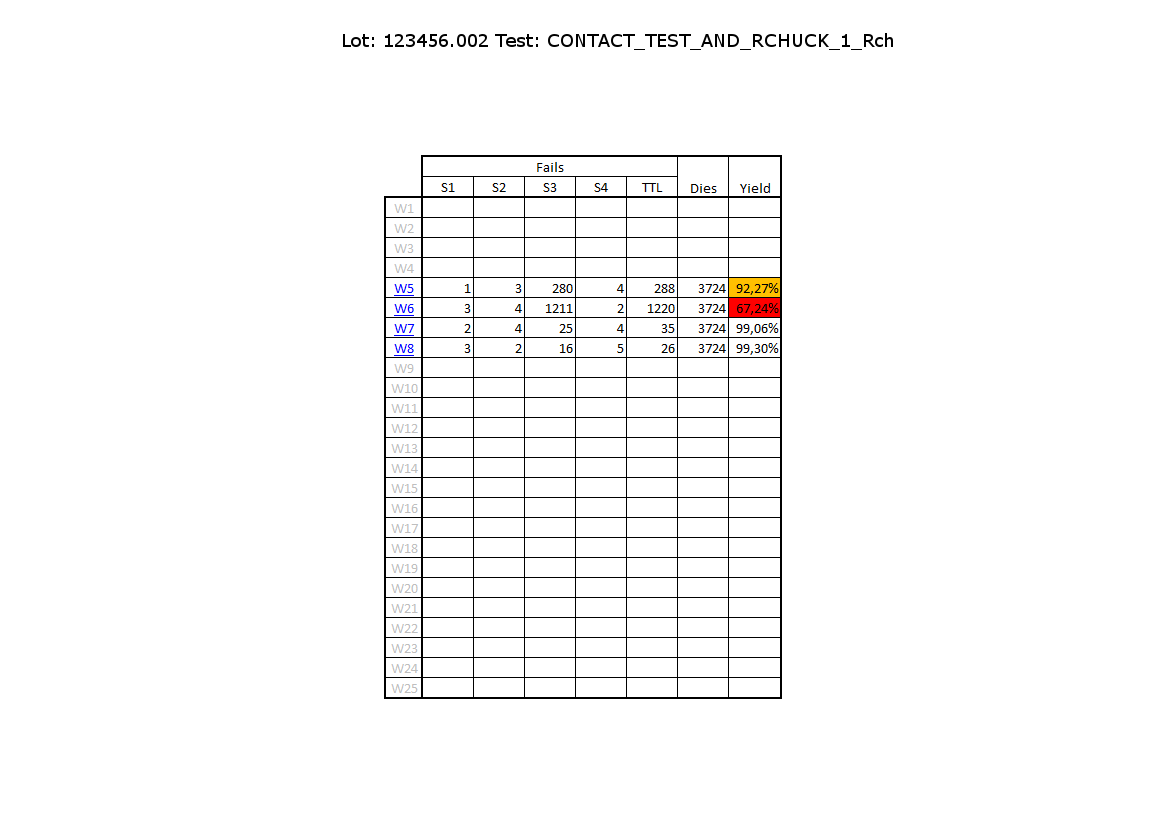 Lot: 123456.002 Test: CONTACT_TEST_AND_RCHUCK_1_Rch
Fails
S1 S2 S3 S4 TTL Dies Yield
W1
W2
W3
W4
W5 1 3 280 4 288 3724 92,27%
W6 3 4 1211 2 1220 3724 67,24%
W7 2 4 25 4 35 3724 99,06%
W8 3 2 16 5 26 3724 99,30%
W9
W10
W11
W12
W13
W14
W15
W16
W17
W18
W19
W20
W21
W22
W23
W24
W25